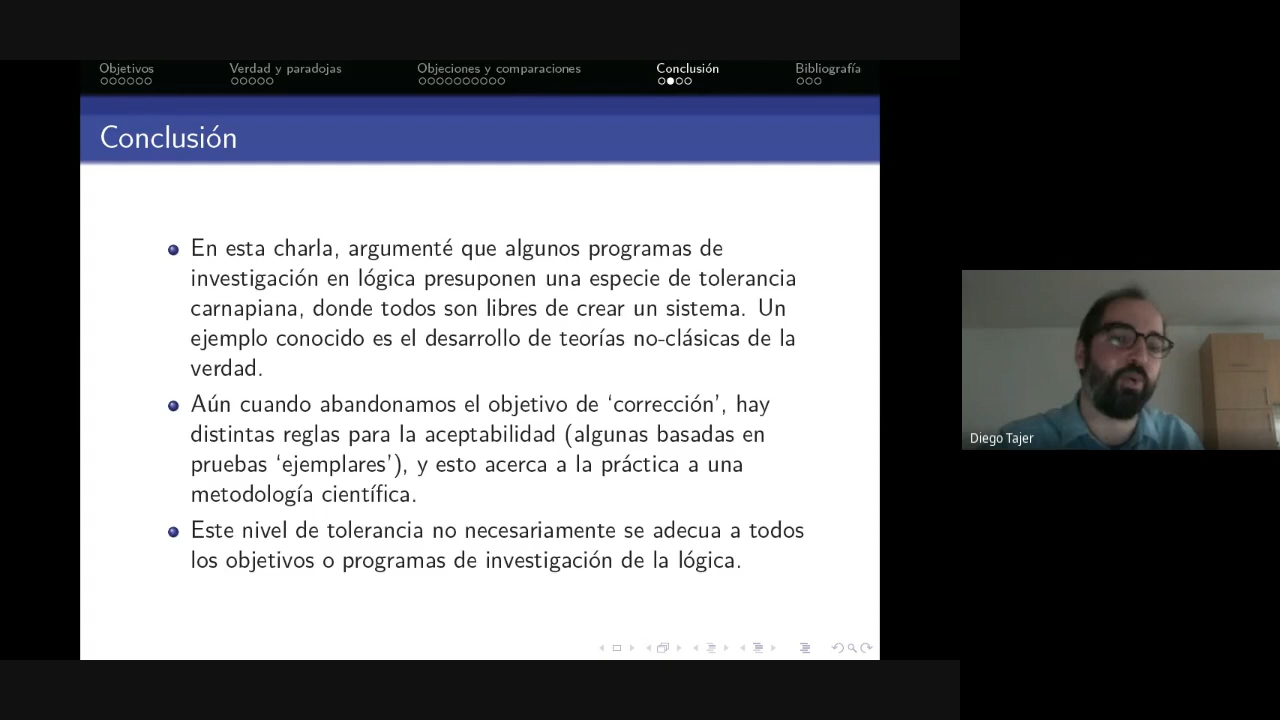 Objetivos
Verdad y paradojas
Objeciones y comparaciones
Conclusión
Bibliografía
Conclusión
En esta charla, argumenté que algunos programas de
investigación en lógica presuponen una especie de tolerancia
carnapiana, donde todos son libres de crear un sistema. Un
ejemplo conocido es el desarrollo de teorías no-clásicas de la
verdad.
Aún cuando abandonamos el objetivo de ‘corrección’, hay
distintas reglas para la aceptabilidad (algunas basadas en
pruebas ‘ejemplares’), y esto acerca a la práctica a una
metodología científica.
Este nivel de tolerancia no necesariamente se adecua a todos
los objetivos o programas de investigación de la lógica.
Diego Tajer